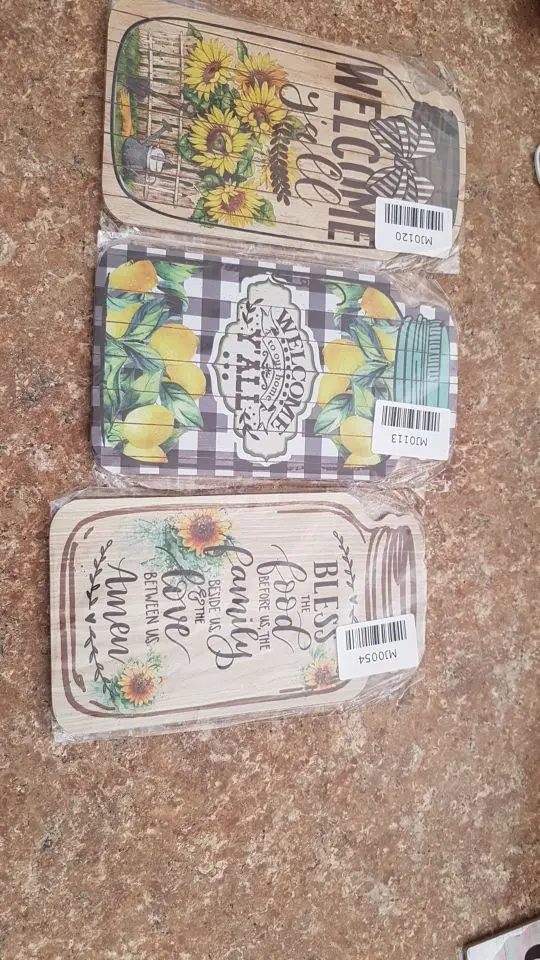 WELCOME
y'all
MJ0120
WELCOME
to our home
Y'ALL
MJ0113
BLESS
THE
food
BEFORE US, THE
family
BESIDE US
& THE
love
BETWEEN US
Amen
MJ0054